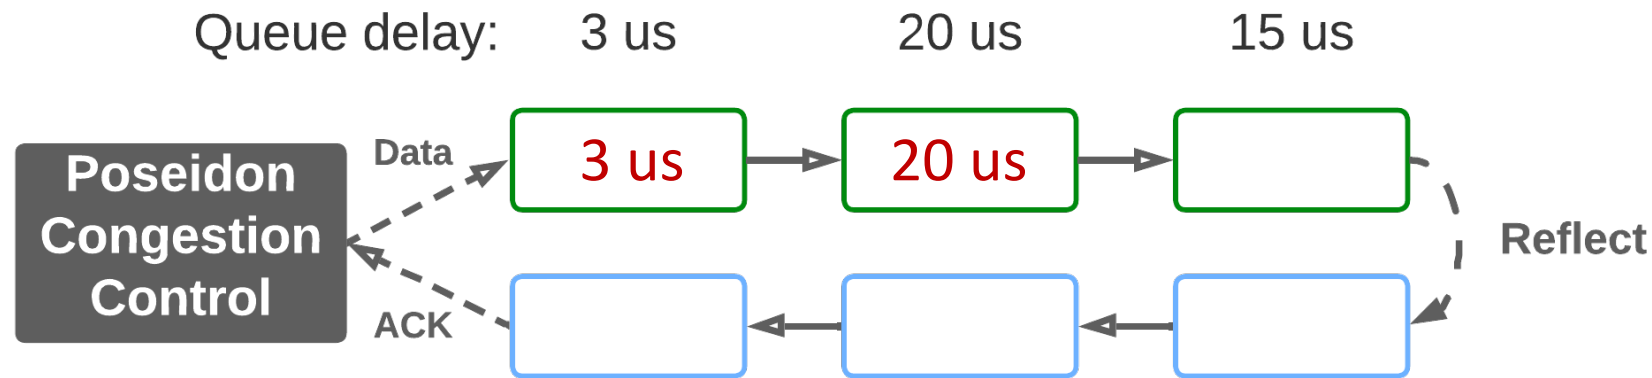 Queue delay: 3 us 20 us 15 us
Data
3 us 20 us
Poseidon
Congestion
Control
Reflect
ACK